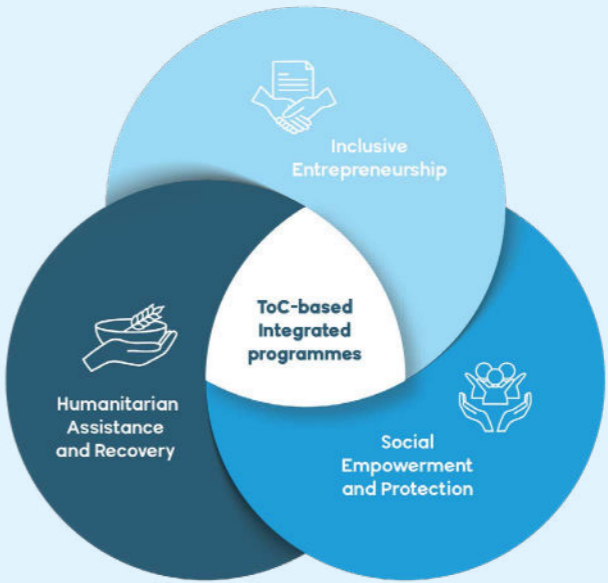 Inclusive
Entrepreneurship
ToC-based
Integrated
programmes
Humanitarian
Assistance
and Recovery
Social
Empowerment
and Protection